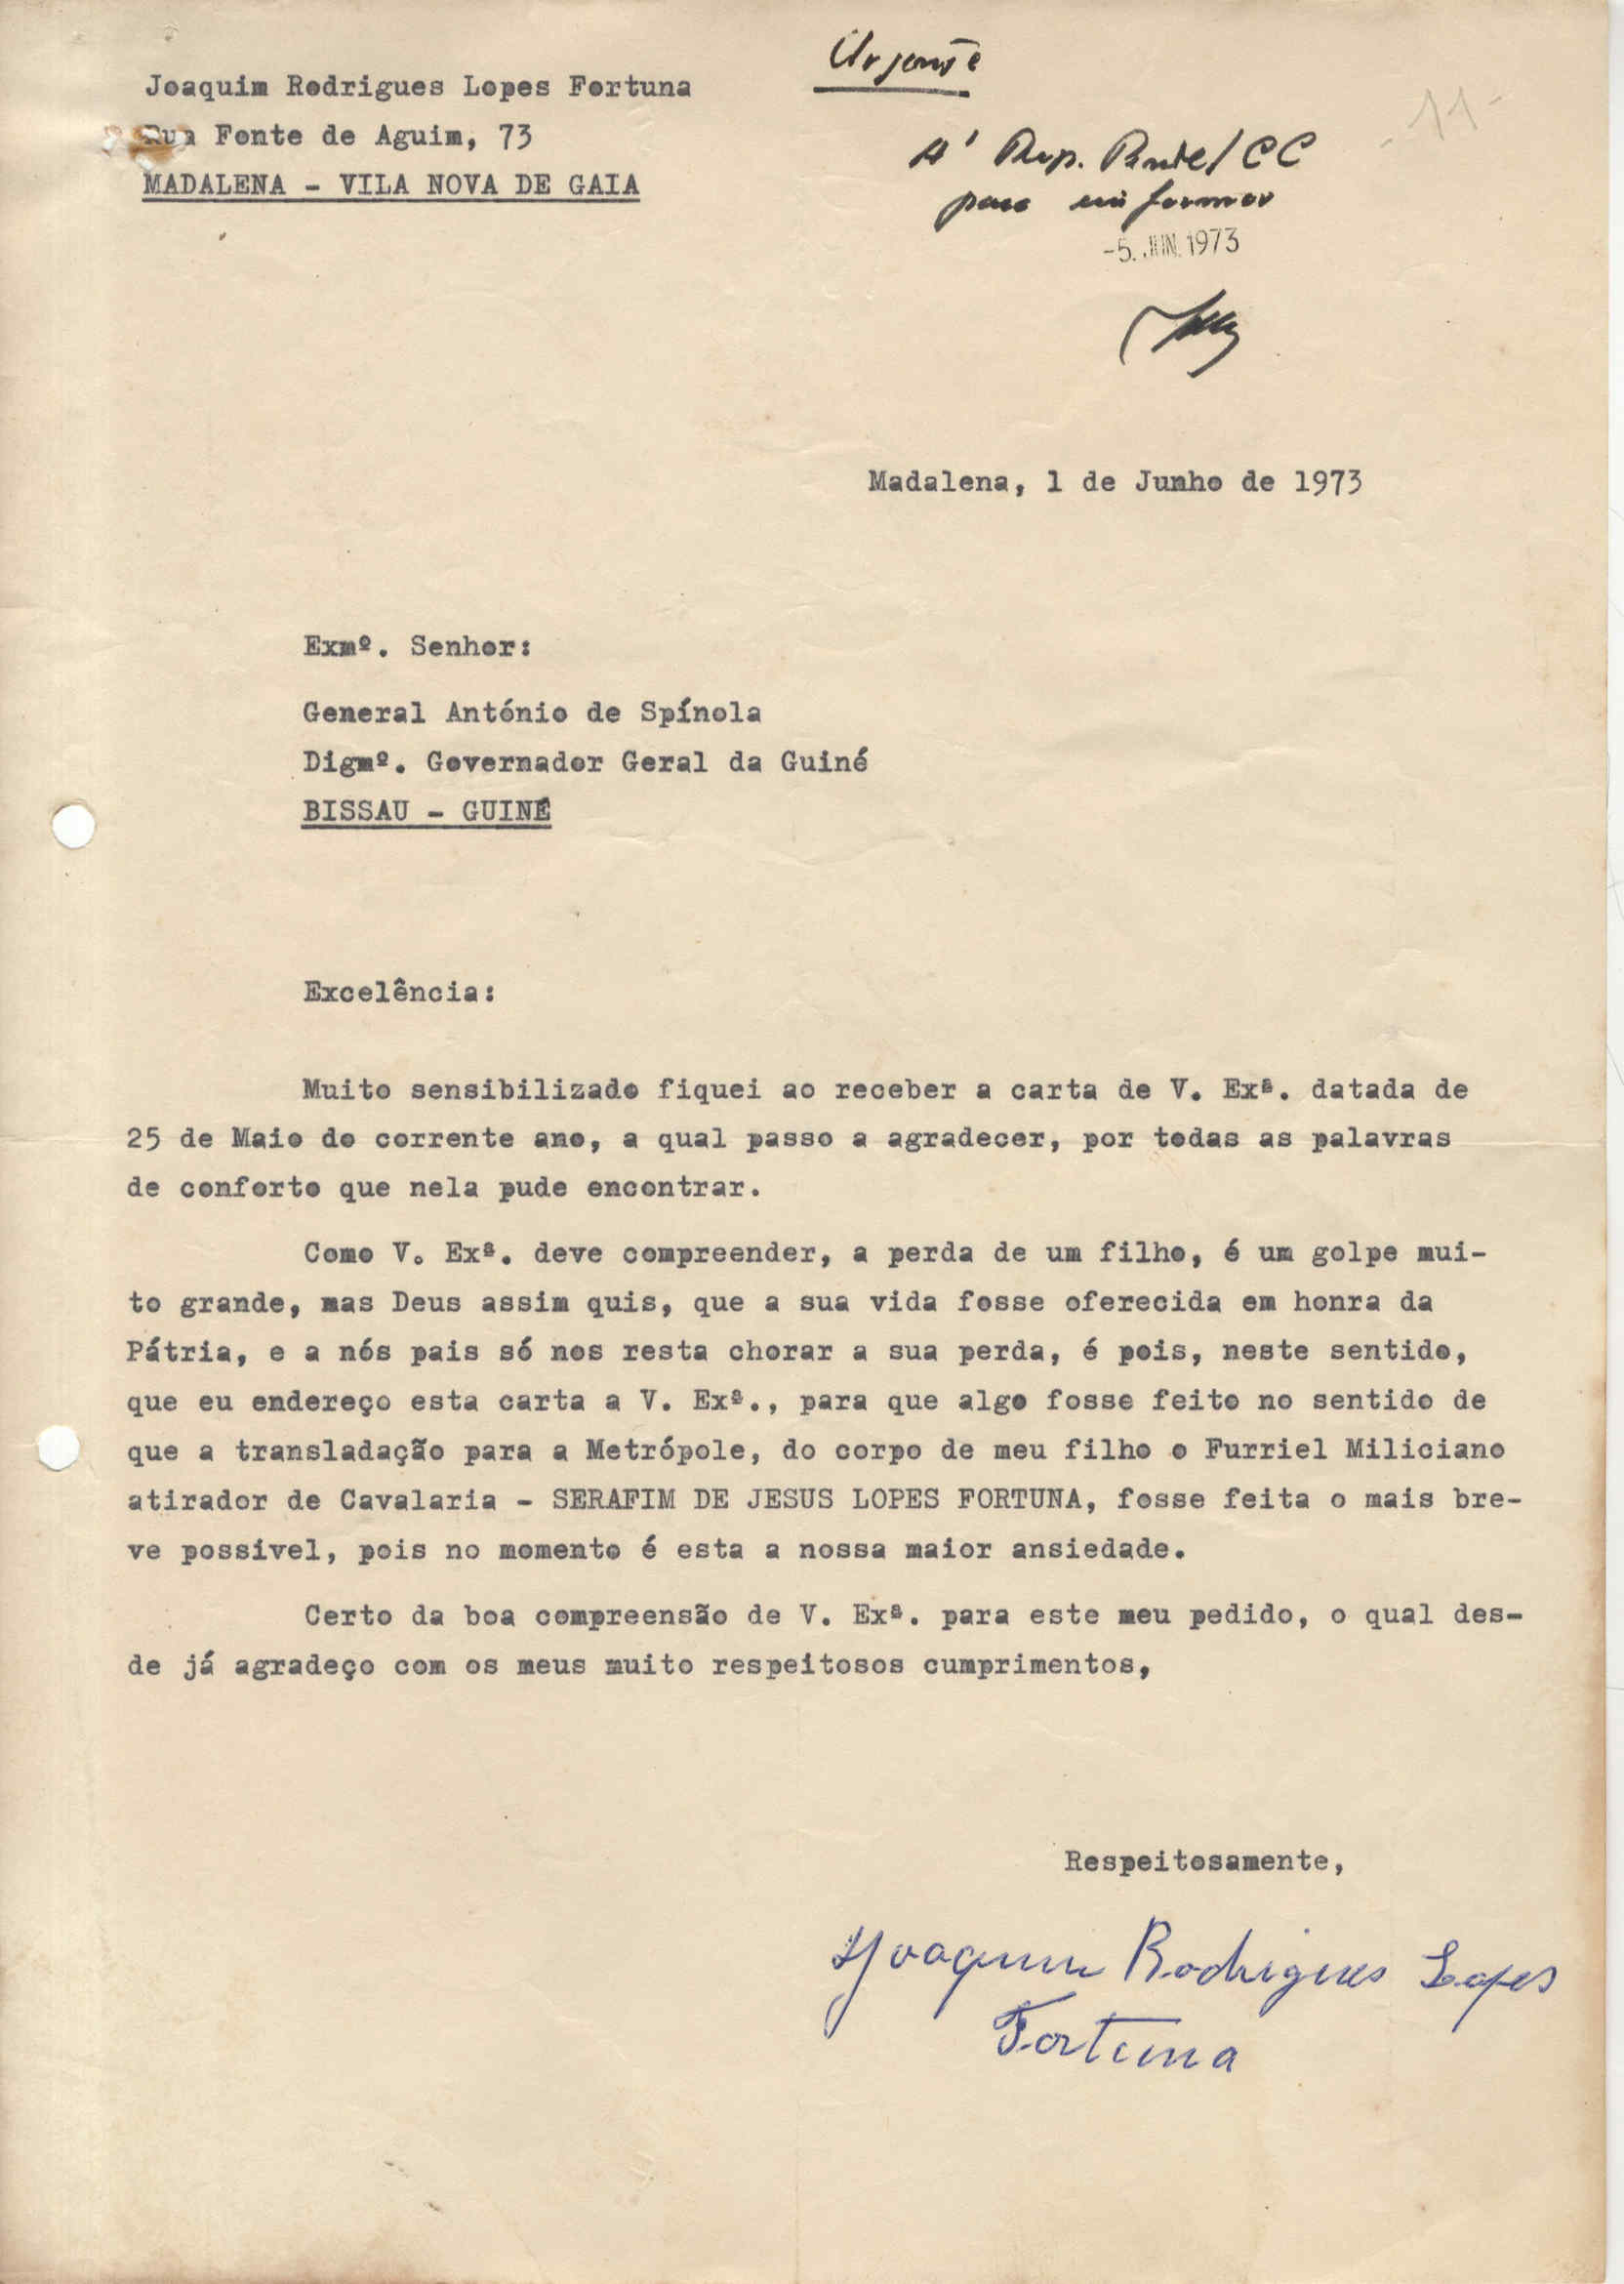 Joaquim Rodrigues Lopes Fortuna
Rua Fonte de Aguim, 73
MADALENA - VILA NOVA DE GAIA
Urgente
À Rep. /CC
para informar
-5. JUN. 1973
11
Madalena, 1 de Junho de 1973
Exmº. Senhor:
General António de Spínola
Digmº. Governador Geral da Guiné
BISSAU - GUINÉ
Excelência:
Muito sensibilizado fiquei ao receber a carta de V. Exª. datada de
25 de Maio do corrente ano, a qual passo a agradecer, por todas as palavras
de conforto que nela pude encontrar.
Como V. Exª. deve compreender, a perda de um filho, é um golpe mui-
to grande, mas Deus assim quis, que a sua vida fosse oferecida em honra da
Pátria, e a nós pais só nos resta chorar a sua perda, é pois, neste sentido,
que eu endereço esta carta a V. Exª., para que algo fosse feito no sentido de
que a transladação para a Metrópole, do corpo de meu filho o Furriel Miliciano
atirador de Cavalaria - SERAFIM DE JESUS LOPES FORTUNA, fosse feita o mais bre-
ve possivel, pois no momento é esta a nossa maior ansiedade.
Certo da boa compreensão de V. Exª. para este meu pedido, o qual des-
de já agradeço com os meus muito respeitosos cumprimentos,
Respeitosamente,
Joaquim Rodrigues Lopes
Fortuna